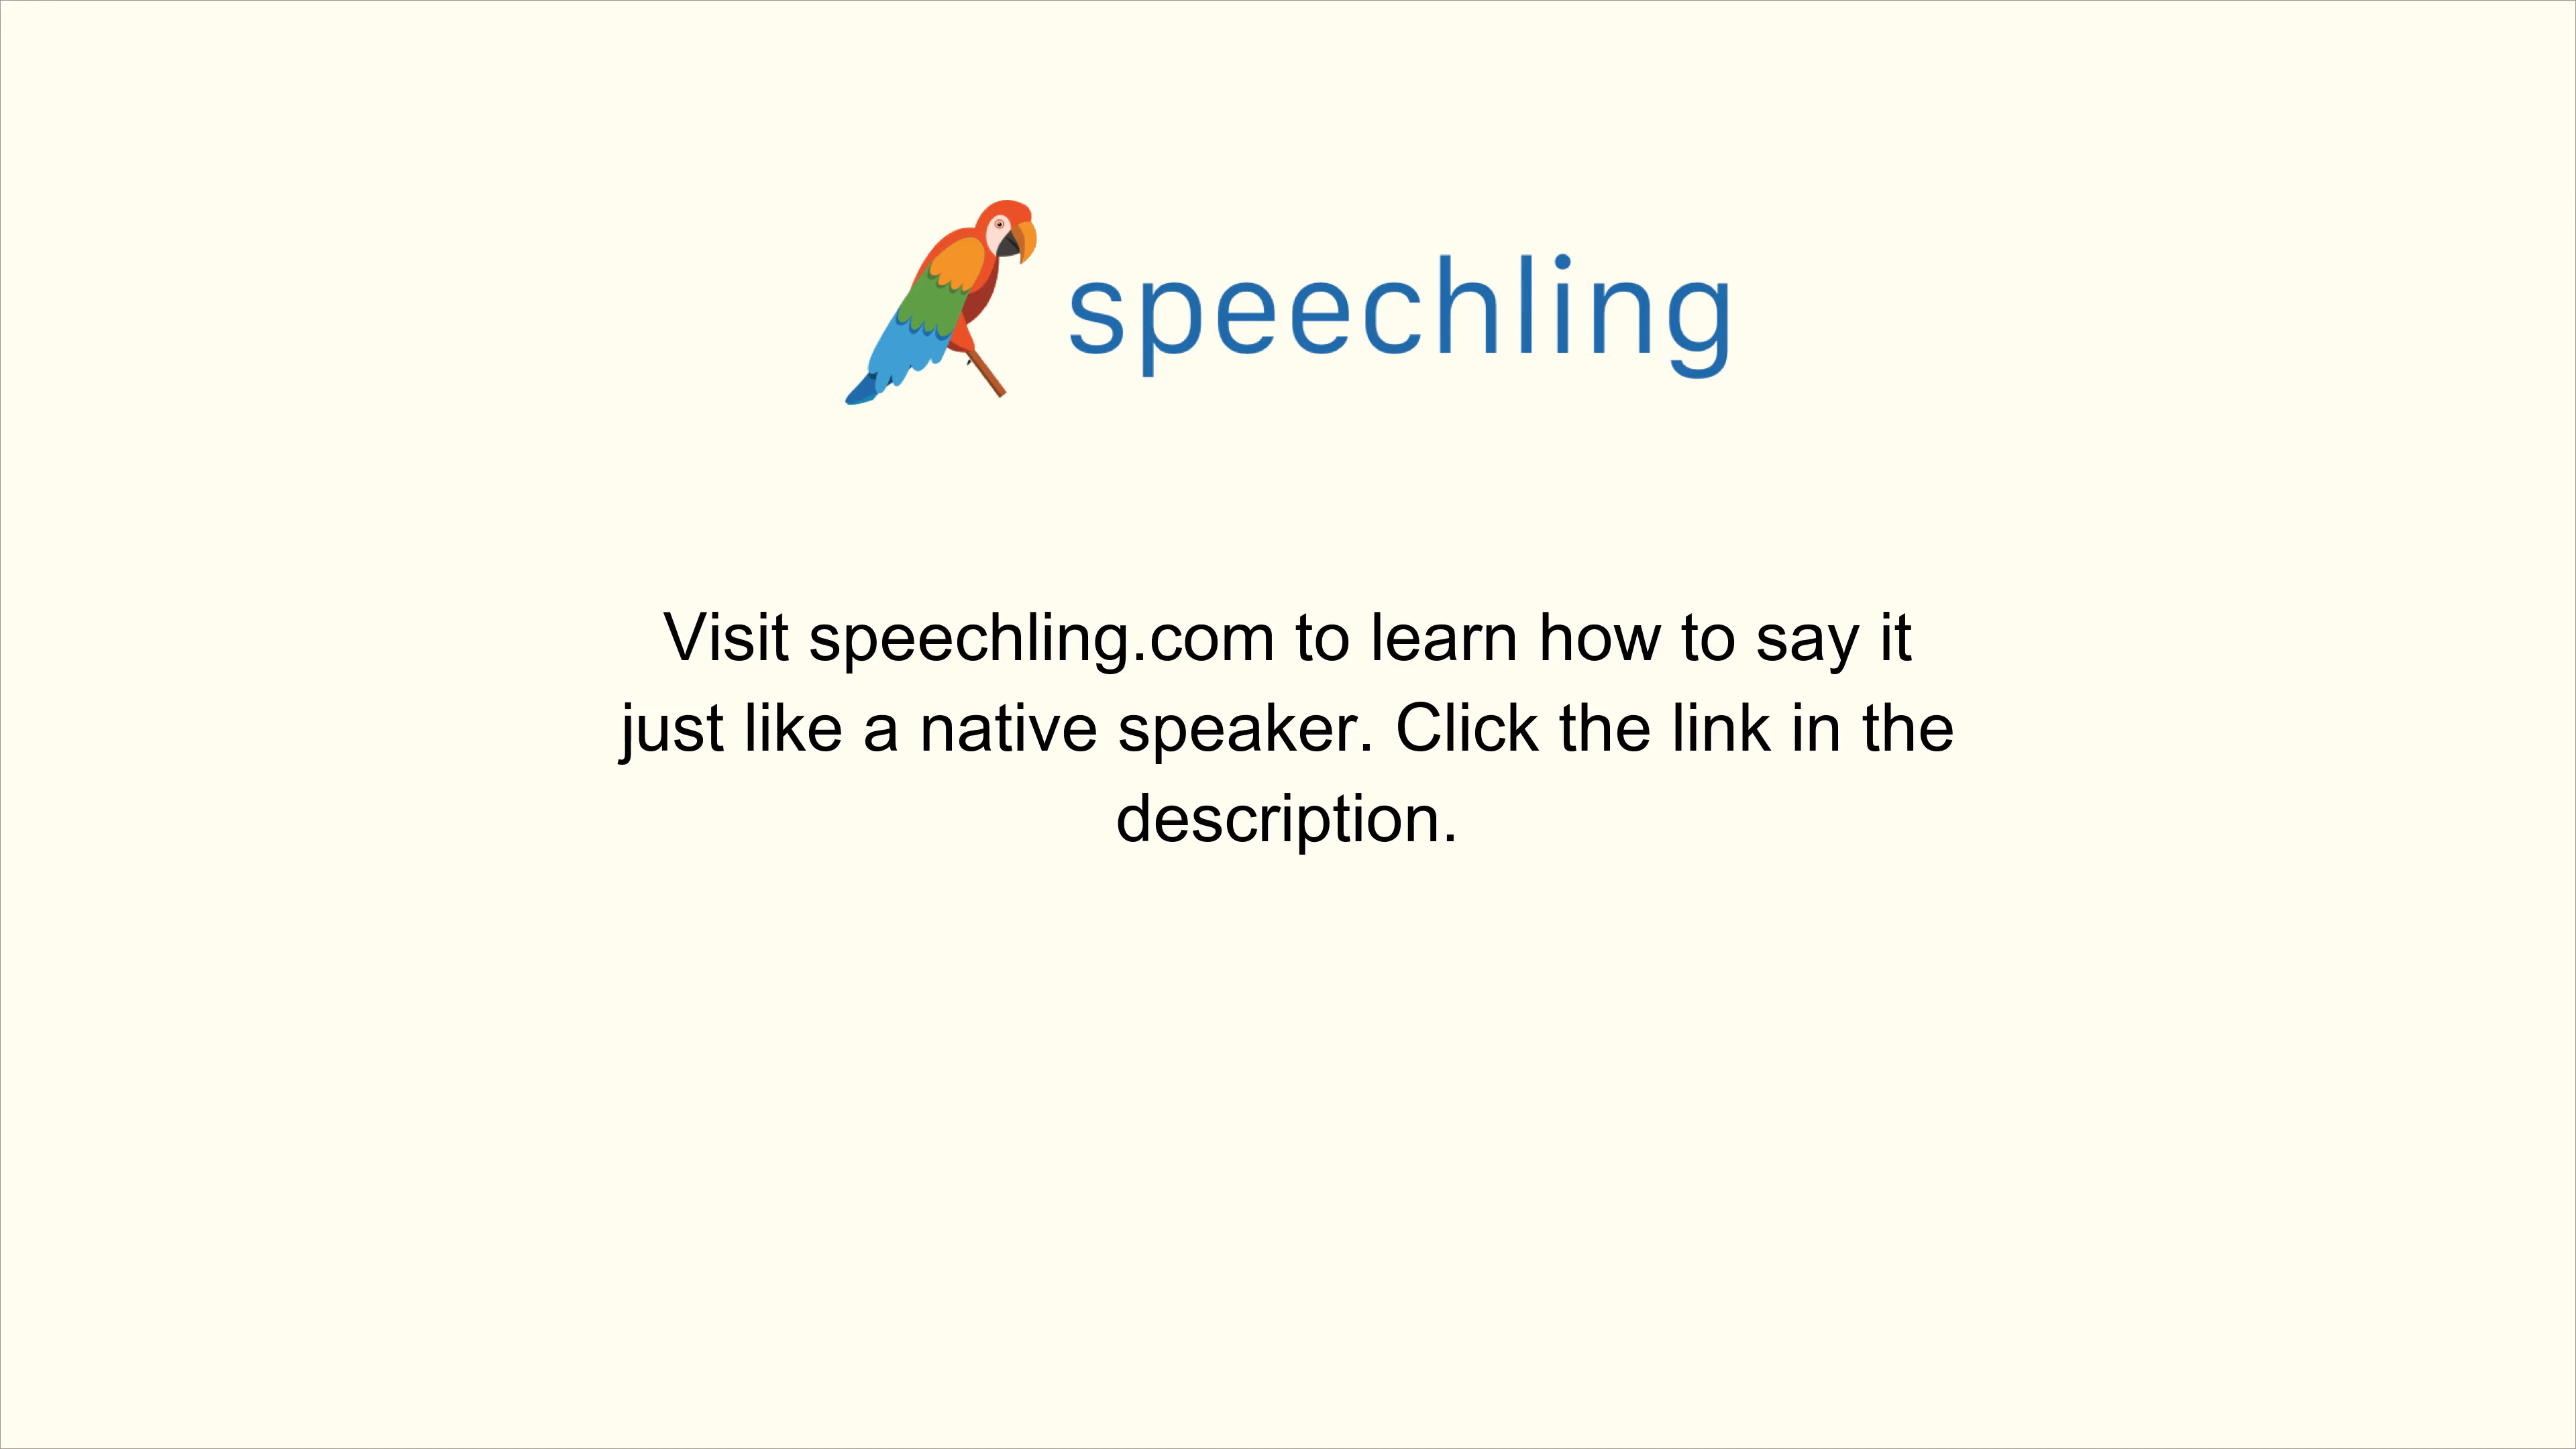 speechling
Visit speechling.com to learn how to say it
just like a native speaker. Click the link in the
description.